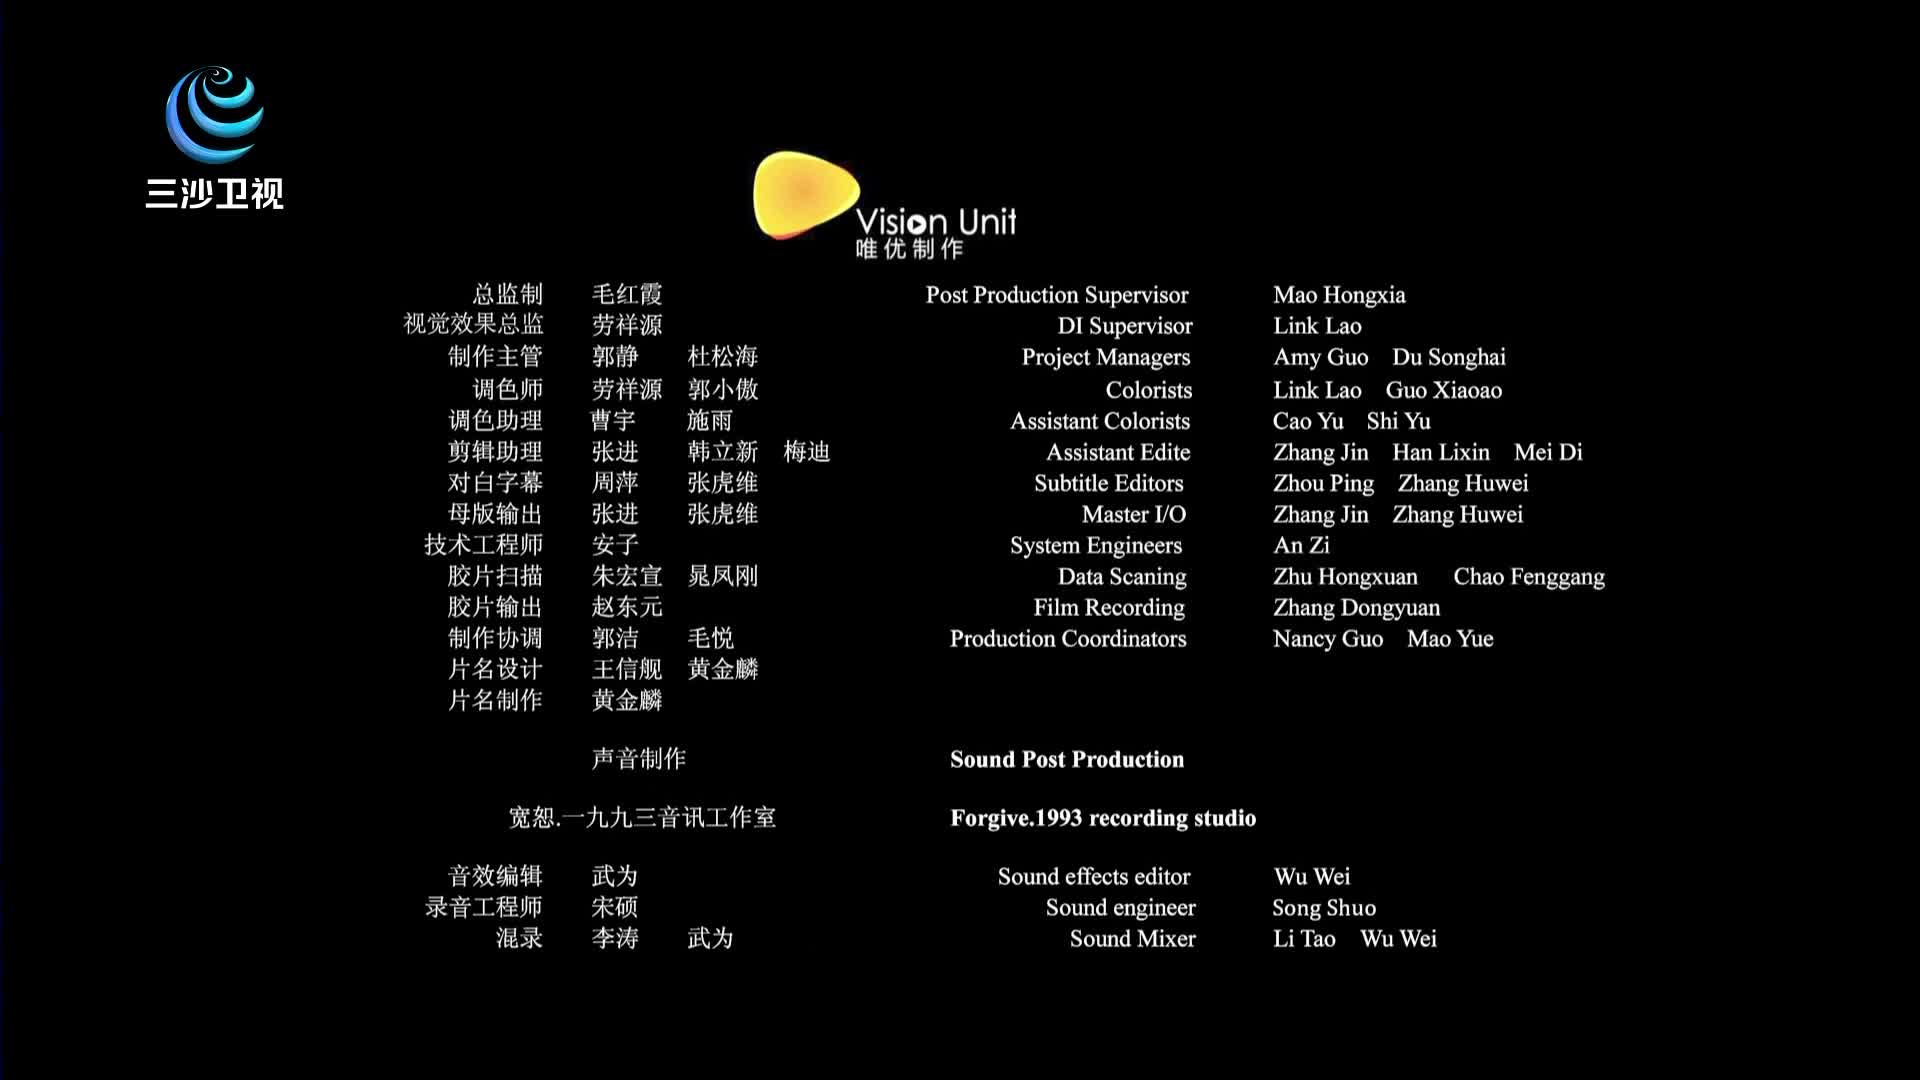 三沙卫视
Vision Unit
唯优制作
总监制 毛红霞 Post Production Supervisor Mao Hongxia
视觉效果总监 劳祥源 DI Supervisor Link Lao
制作主管 郭静 杜松海 Project Managers Amy Guo Du Songhai
调色师 劳祥源 郭小傲 Colorists Link Lao Guo Xiaoao
调色助理 曹宇 施雨 Assistant Colorists Cao Yu Shi Yu
剪辑助理 张进 韩立新 梅迪 Assistant Edite Zhang Jin Han Lixin Mei Di
对白字幕 周萍 张虎维 Subtitle Editors Zhou Ping Zhang Huwei
母版输出 张进 张虎维 Master I/O Zhang Jin Zhang Huwei
技术工程师 安子 System Engineers An Zi
胶片扫描 朱宏宣 晁凤刚 Data Scaning Zhu Hongxuan Chao Fenggang
胶片输出 赵东元 Film Recording Zhang Dongyuan
制作协调 郭洁 毛悦 Production Coordinators Nancy Guo Mao Yue
片名设计 王信舰 黄金麟
片名制作 黄金麟
声音制作 Sound Post Production
宽恕.一九九三音讯工作室 Forgive.1993 recording studio
音效编辑 武为 Sound effects editor Wu Wei
录音工程师 宋硕 Sound engineer Song Shuo
混录 李涛 武为 Sound Mixer Li Tao Wu Wei